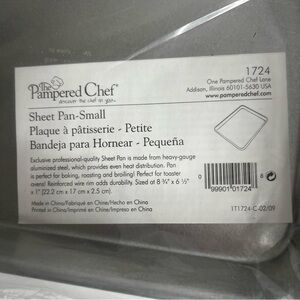 The
Pampered Chef®
discover the chef in you™
1724
One Pampered Chef Lane
Addison, Illinois 60101-5630 USA
www.pamperedchef.com
Sheet Pan-Small
Plaque à pâtisserie - Petite
Bandeja para Hornear - Pequeña
Exclusive professional-quality Sheet Pan is made from heavy-gauge
aluminized steel, which provides even heat distribution. Pan
is perfect for baking, roasting and broiling! Perfect for toaster
ovens! Reinforced wire rim adds durability. Sized at 8 ¾" x 6 ½"
x 1" (22.2 cm x 17 cm x 2.5 cm).
Made in China/Fabriqué en Chine/Hecho en China
Printed in China/Imprimé en Chine/Impreso en China
0 99901 01724 8
IT1724-C-02/09